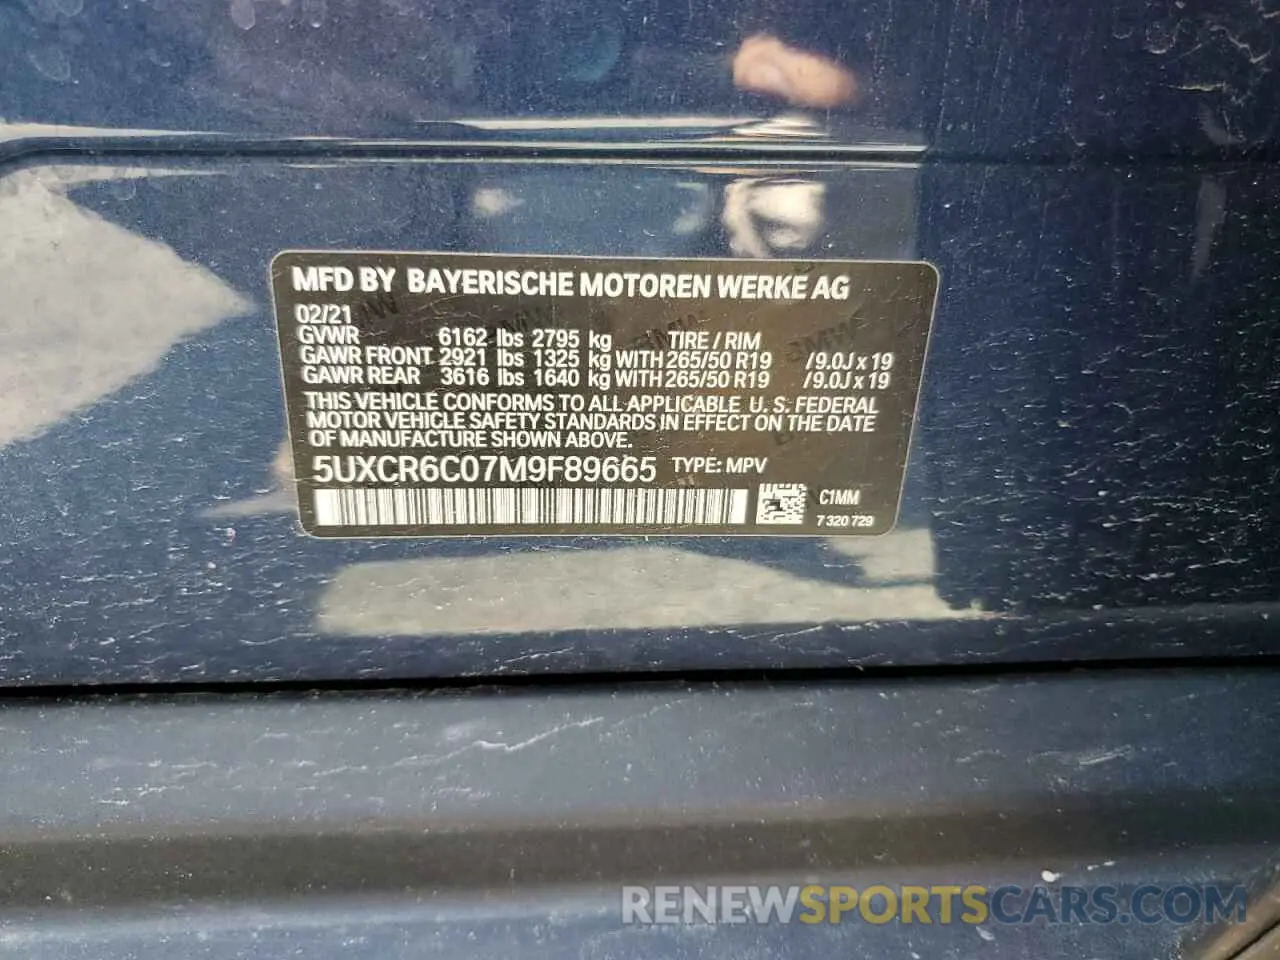 MFD BY BAYERISCHE MOTOREN WERKE AG
02/21
GVWR 6162 lbs 2795 kg TIRE / RIM
GAWR FRONT 2921 lbs 1325 kg WITH 265/50 R19 /9.0J x 19
GAWR REAR 3616 lbs 1640 kg WITH 265/50 R19 /9.0J x 19
THIS VEHICLE CONFORMS TO ALL APPLICABLE U. S. FEDERAL
MOTOR VEHICLE SAFETY STANDARDS IN EFFECT ON THE DATE
OF MANUFACTURE SHOWN ABOVE.
5UXCR6C07M9F89665 TYPE: MPV
C1MM
7 320 729
RENEWSPORTSCARS.COM